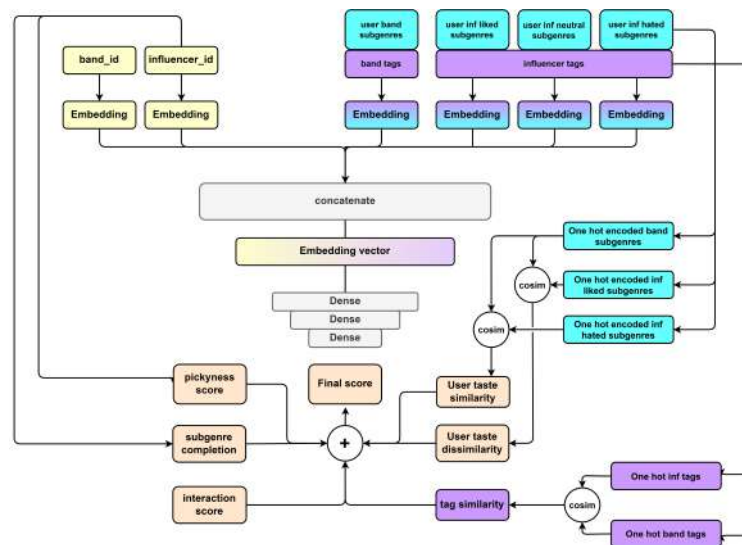 user band
subgenres
user inf liked
subgenres
user inf neutral
subgenres
user inf hated
subgenres
band_id
influencer_id
band tags
influencer tags
Embedding
Embedding
Embedding
Embedding
Embedding
Embedding
concatenate
Embedding vector
One hot encoded band
subgenres
cosim
One hot encoded inf
liked subgenres
Dense
Dense
Dense
cosim
One hot encoded inf
hated subgenres
pickyness
score
Final score
User taste
similarity
subgenre
completion
+
User taste
dissimilarity
interaction
score
tag similarity
cosim
One hot inf tags
One hot band tags